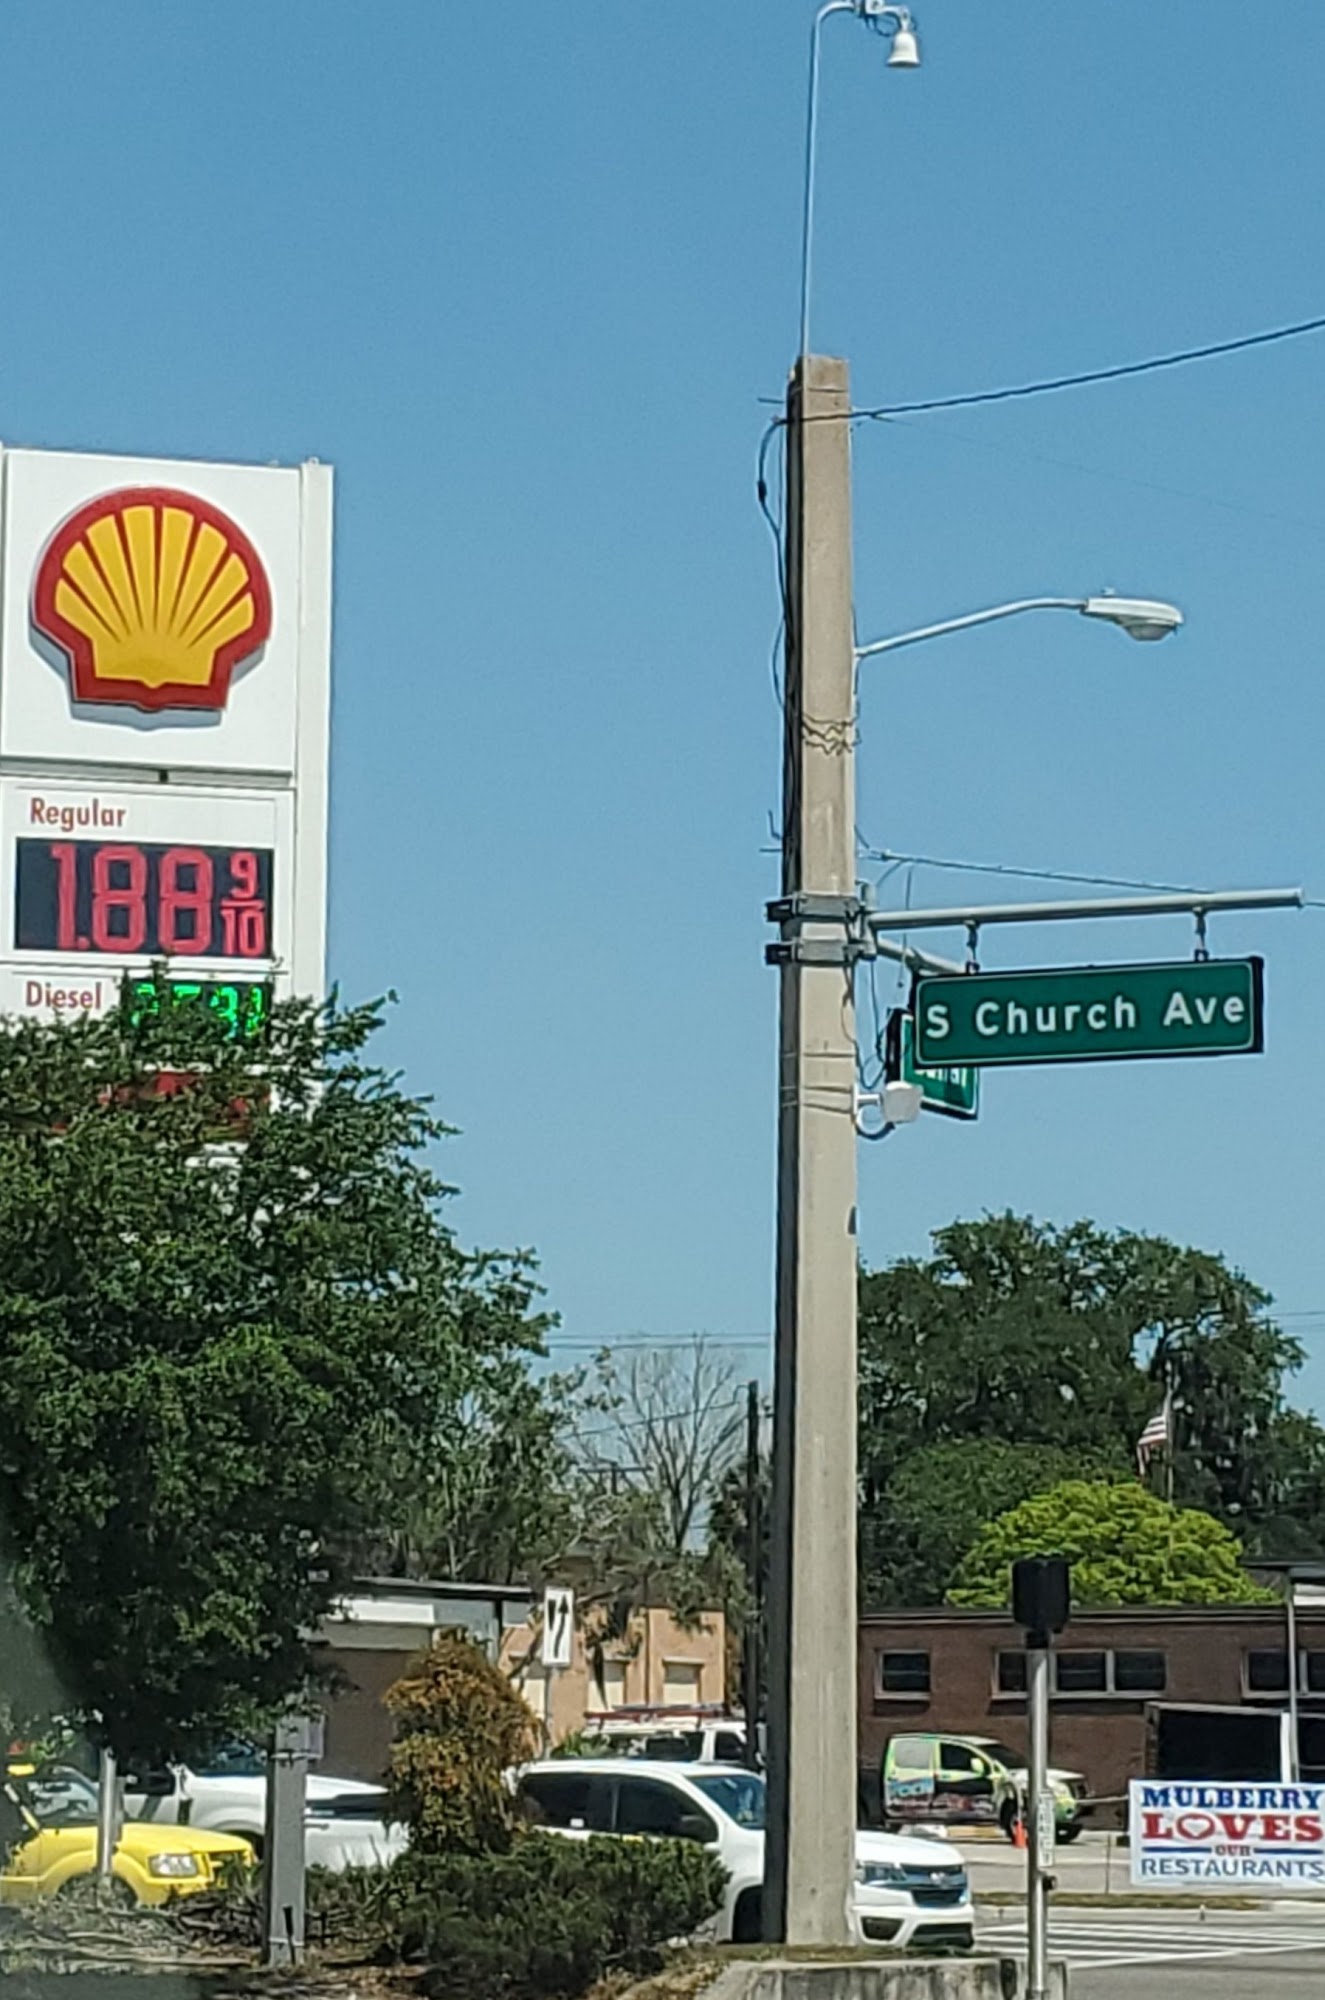 Regular
1.88 9/10
Diesel
S Church Ave
MULBERRY
LOVES
OUR
RESTAURANTS